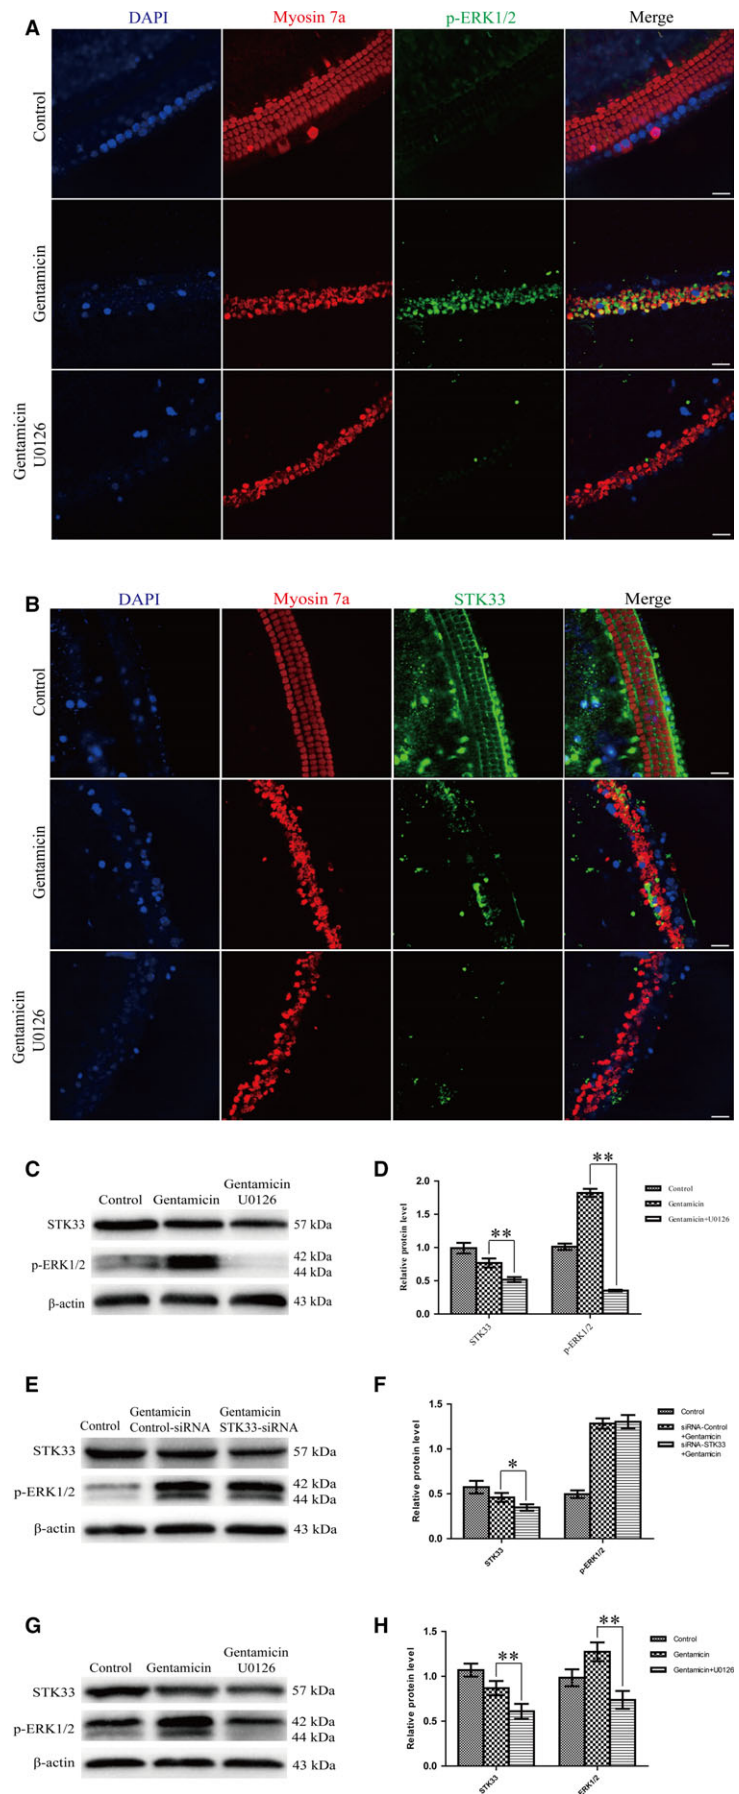 A
DAPI Myosin 7a p-ERK1/2 Merge
Control
Gentamicin
Gentamicin
U0126
B
DAPI Myosin 7a STK33 Merge
Control
Gentamicin
Gentamicin
U0126
C
Control Gentamicin Gentamicin
U0126
STK33 57 kDa
p-ERK1/2 42 kDa
44 kDa
β-actin 43 kDa
D
**
**
Relative protein level
2.0
1.5
1.0
0.5
0.0
STK33 p-ERK1/2
Control
Gentamicin
Gentamicin+U0126
E
Control Gentamicin Control-siRNA Gentamicin STK33-siRNA
STK33 57 kDa
p-ERK1/2 42 kDa
44 kDa
β-actin 43 kDa
F
*
Relative protein level
1.5
1.0
0.5
0.0
STK33 p-ERK1/2
Control
siRNA-Control
+Gentamicin
siRNA-STK33
+Gentamicin
G
Control Gentamicin Gentamicin
U0126
STK33 57 kDa
p-ERK1/2 42 kDa
44 kDa
β-actin 43 kDa
H
**
**
Relative protein level
1.5
1.0
0.5
0.0
STK33 ERK1/2
Control
Gentamicin
Gentamicin+U0126